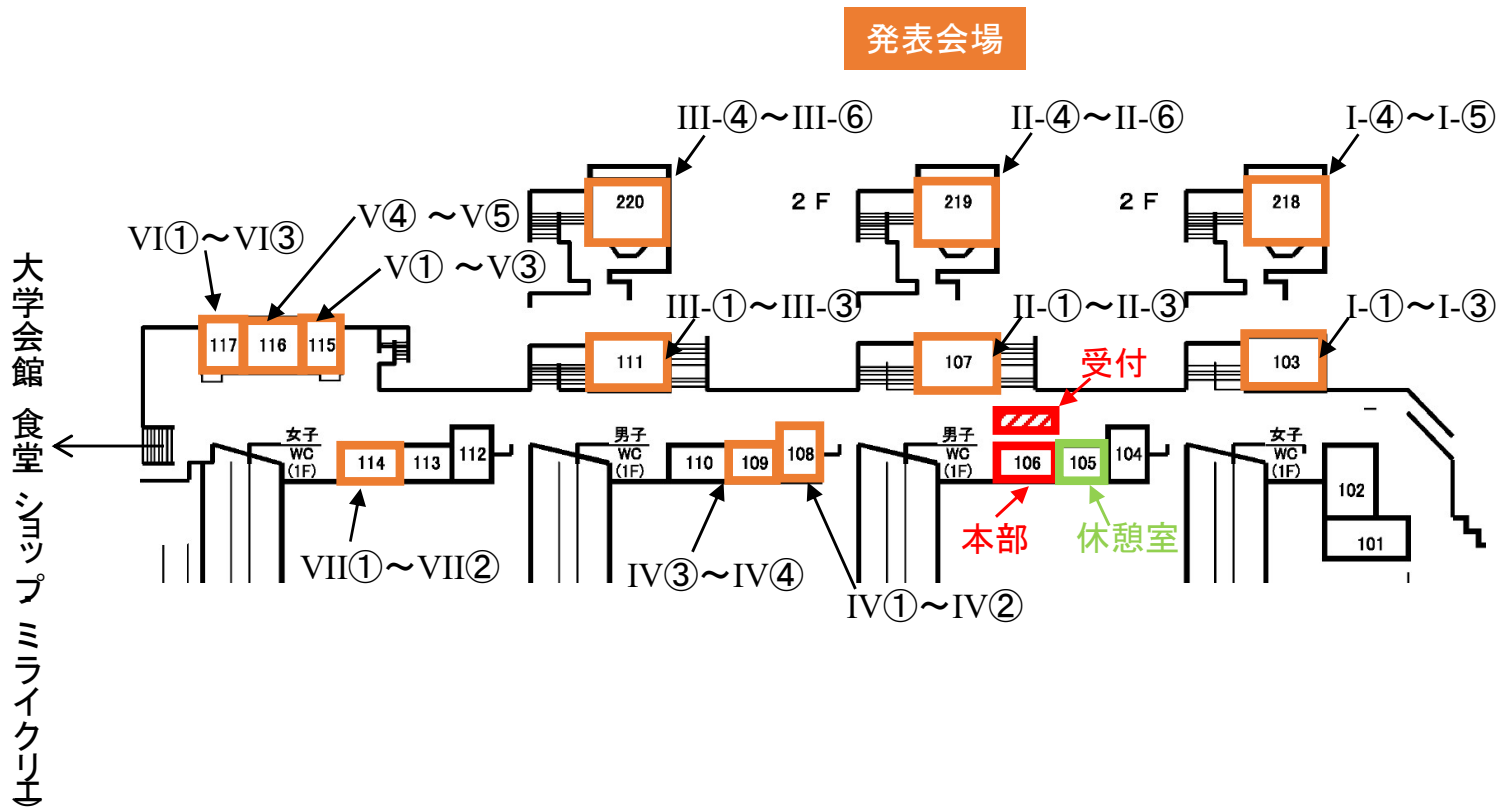 発表会場
III-④～III-⑥
II-④～II-⑥
I-④～I-⑤
220
２Ｆ
219
２Ｆ
218
V④ ～V⑤
VI①～VI③
V① ～V③
III-①～III-③
II-①～II-③
I-①～I-③
117
116
115
111
107
103
受付
女子
WC
(1F)
114
113
112
男子
WC
(1F)
110
109
108
男子
WC
(1F)
106
105
104
女子
WC
(1F)
102
101
本部
休憩室
VII①～VII②
IV③～IV④
IV①～IV②
大学会館 食堂 ショップ ミライクリエ)